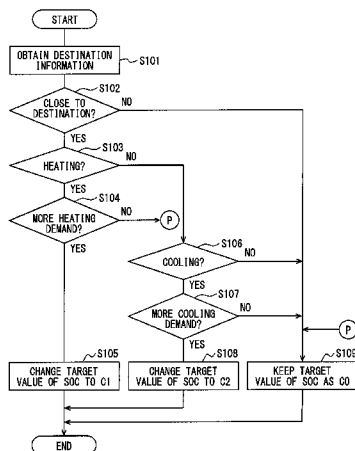 START
OBTAIN DESTINATION
INFORMATION
S101
S102
CLOSE TO
DESTINATION?
NO
YES
S103
HEATING?
NO
YES
S104
MORE HEATING
DEMAND?
NO
P
YES
S106
COOLING?
NO
YES
S107
MORE COOLING
DEMAND?
NO
YES
P
S105
CHANGE TARGET
VALUE OF SOC TO C1
S108
CHANGE TARGET
VALUE OF SOC TO C2
S109
KEEP TARGET
VALUE OF SOC AS C0
END